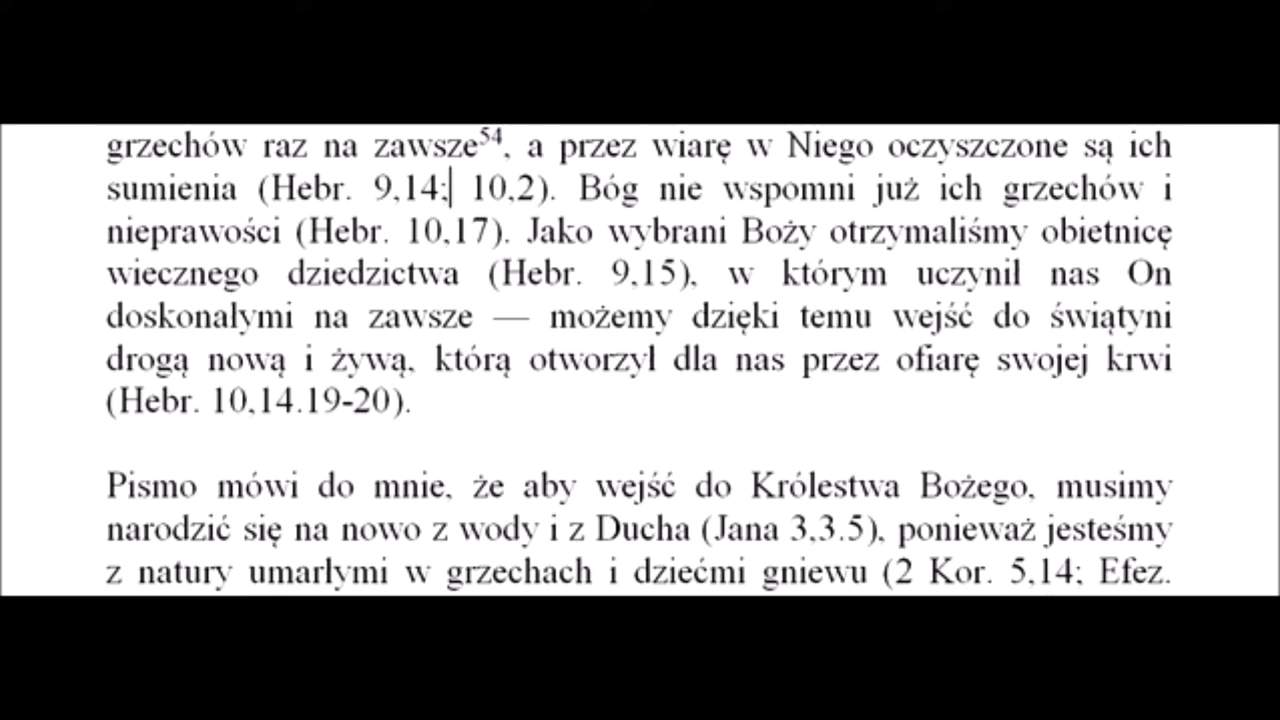 grzechów raz na zawsze54, a przez wiarę w Niego oczyszczone są ich
sumienia (Hebr. 9,14; 10,2). Bóg nie wspomni już ich grzechów i
nieprawości (Hebr. 10,17). Jako wybrani Boży otrzymaliśmy obietnicę
wiecznego dziedzictwa (Hebr. 9,15), w którym uczynił nas On
doskonałymi na zawsze — możemy dzięki temu wejść do świątyni
drogą nową i żywą, którą otworzył dla nas przez ofiarę swojej krwi
(Hebr. 10,14.19-20).
Pismo mówi do mnie, że aby wejść do Królestwa Bożego, musimy
narodzić się na nowo z wody i z Ducha (Jana 3,3.5), ponieważ jesteśmy
z natury umarłymi w grzechach i dziećmi gniewu (2 Kor. 5,14; Efez.